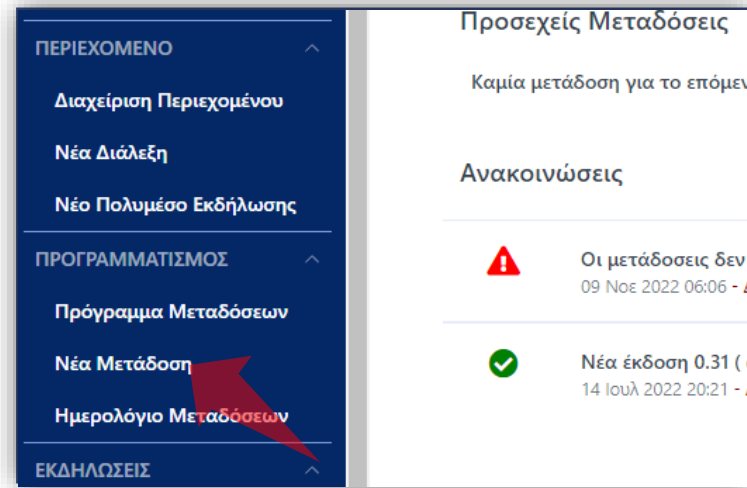 ΠΕΡΙΕΧΟΜΕΝΟ
Διαχείριση Περιεχομένου
Νέα Διάλεξη
Νέο Πολυμέσο Εκδήλωσης
ΠΡΟΓΡΑΜΜΑΤΙΣΜΟΣ
Πρόγραμμα Μεταδόσεων
Νέα Μετάδοση
Ημερολόγιο Μεταδόσεων
ΕΚΔΗΛΩΣΕΙΣ
Προσεχείς Μεταδόσεις
Καμία μετάδοση για το
Ανακοινώσεις
Οι μετάδοσεις δεν
09 Νοε 2022 06:06 -
Νέα έκδοση 0.31 (
14 Ιουλ 2022 20:21 -